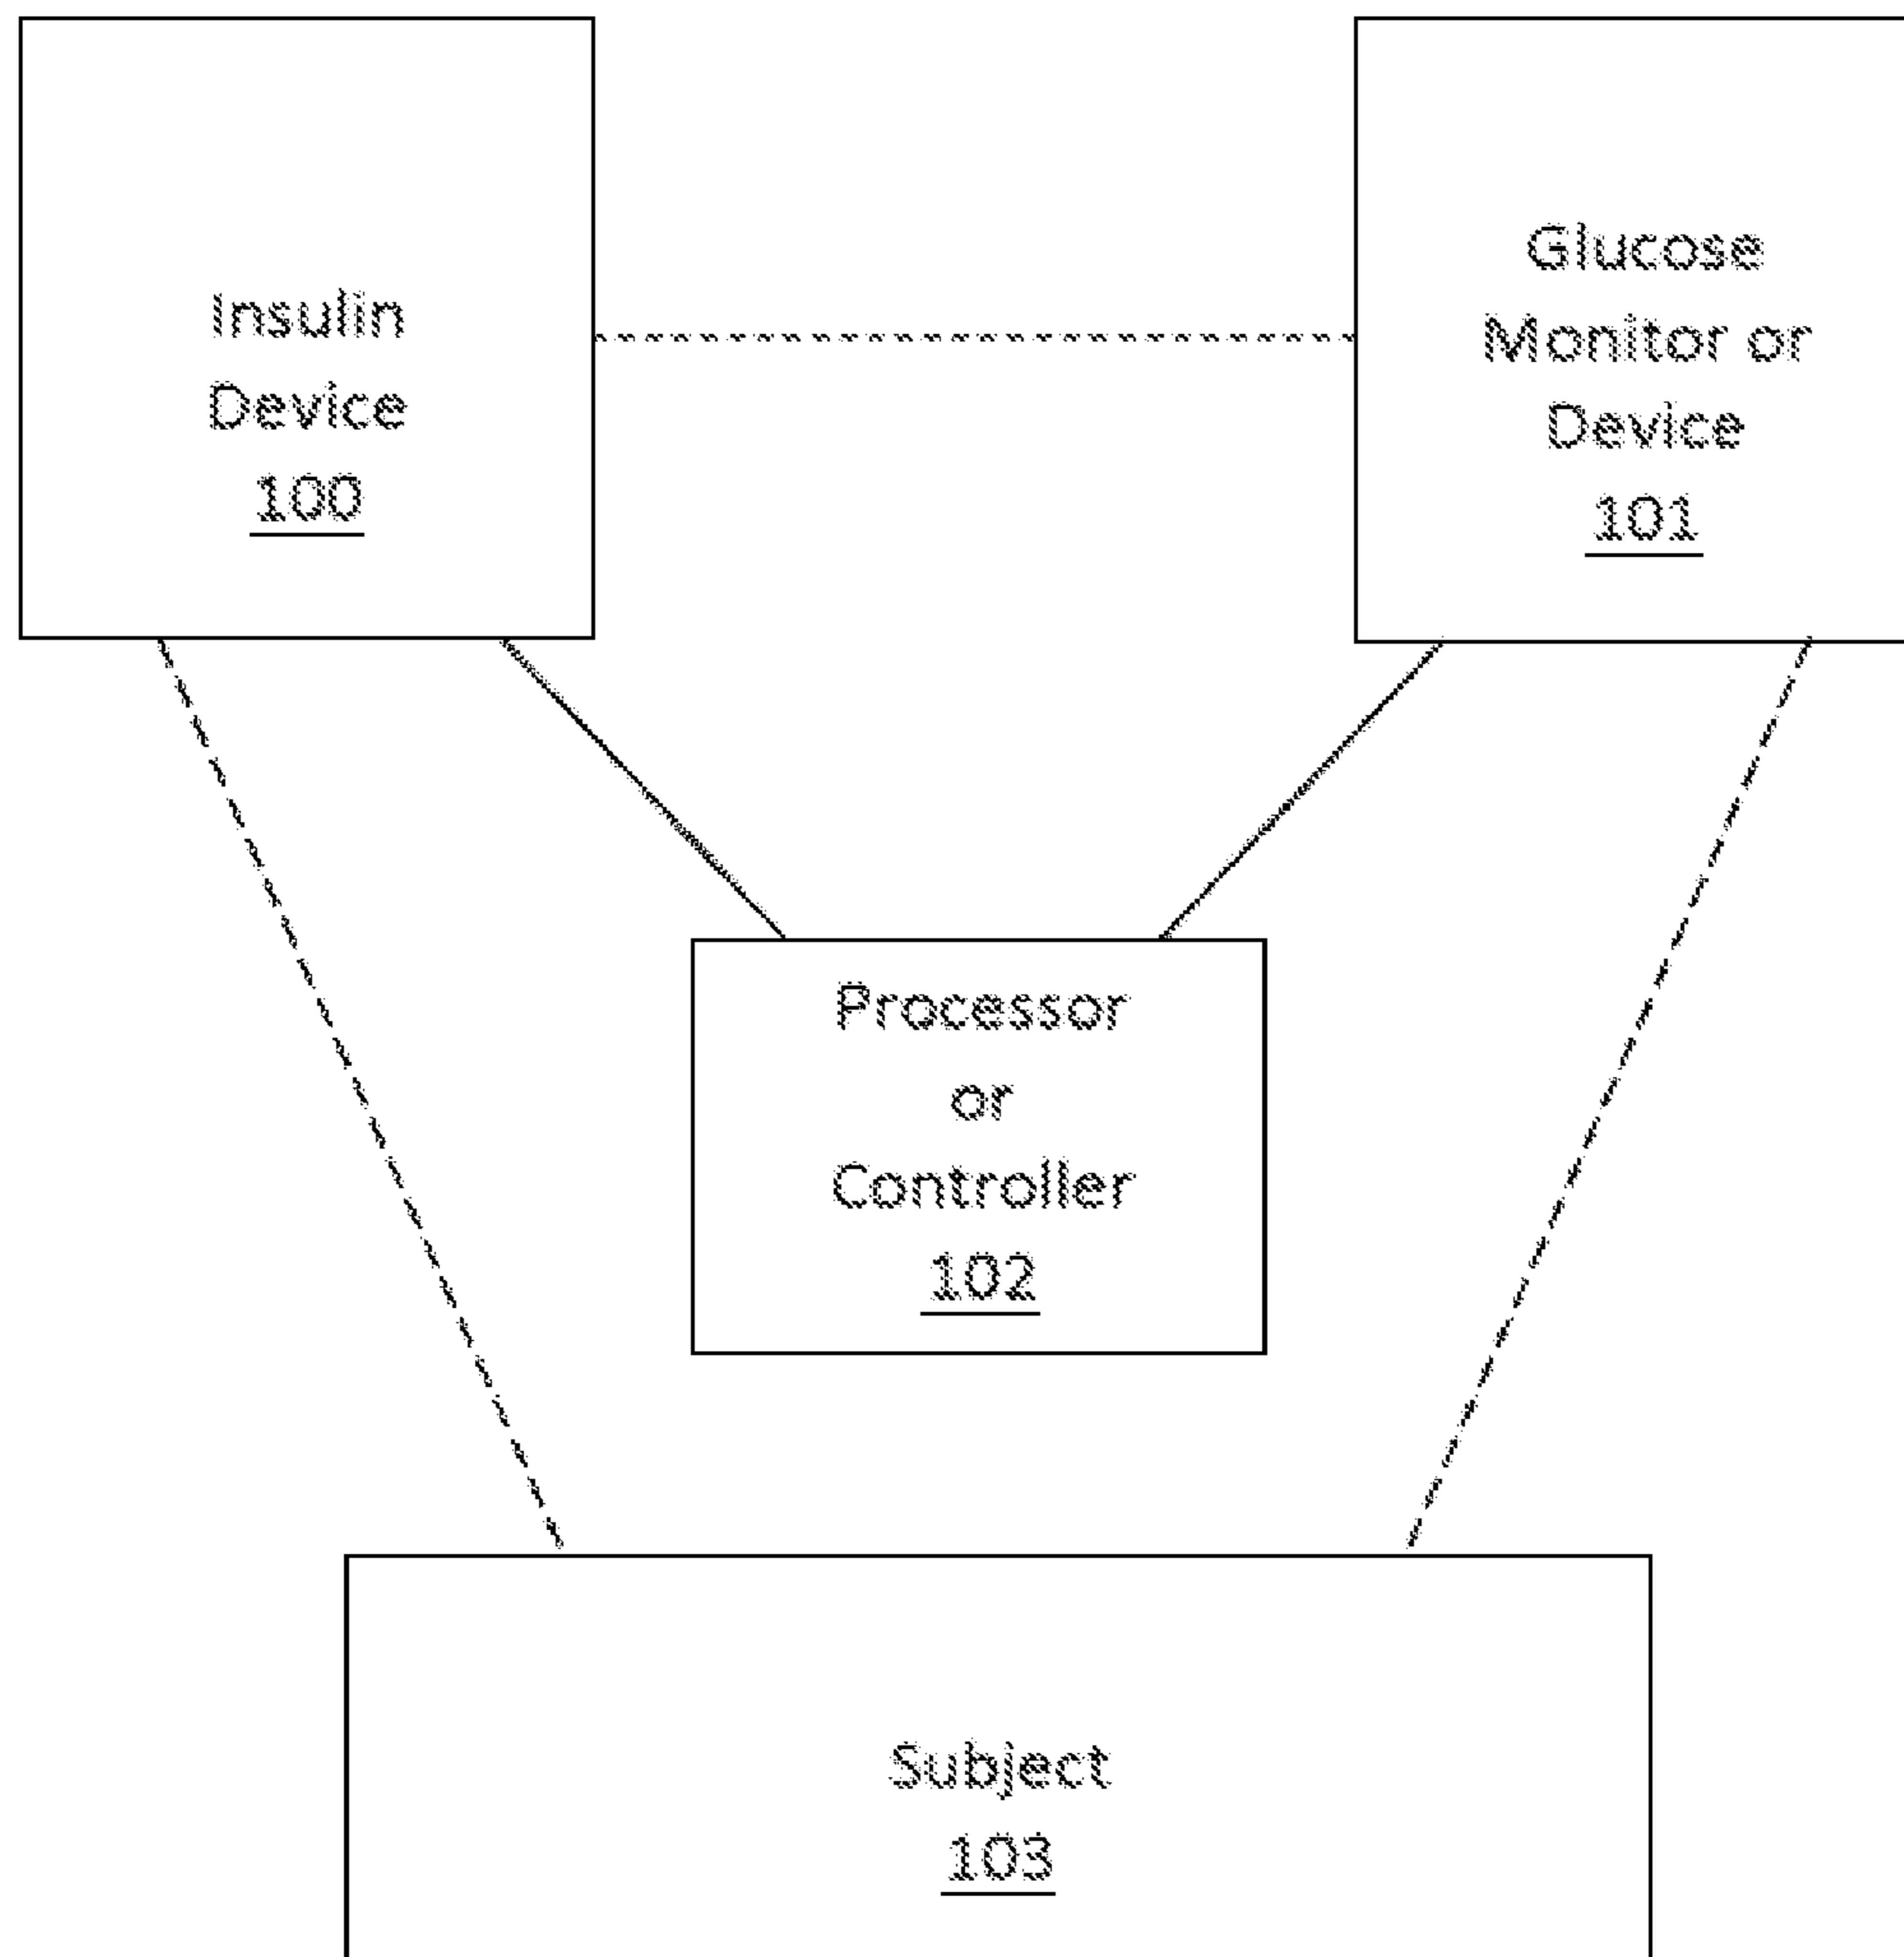 Insulin
Device
100
Glucose
Monitor or
Device
101
Processor
or
Controller
102
Subject
103